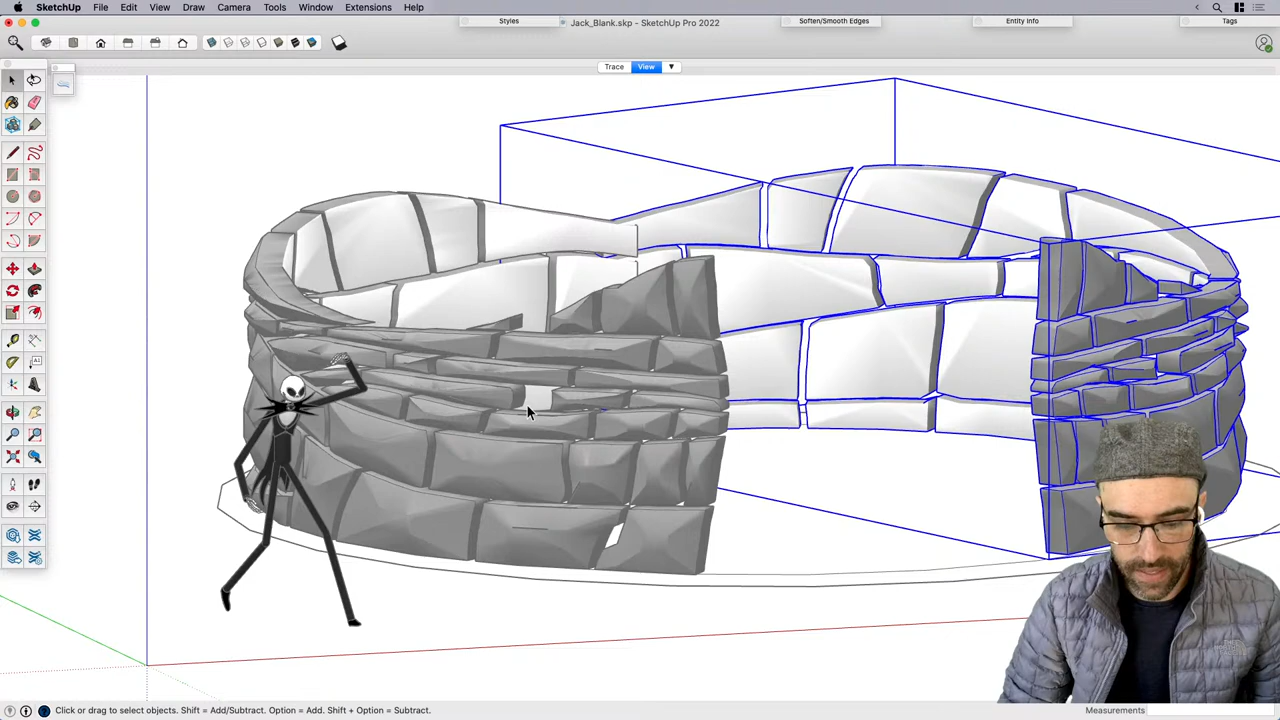 SketchUp File Edit View Draw Camera Tools Window Extensions Help
Styles
Jack_Blank.skp - SketchUp Pro 2022
Soften/Smooth Edges
Entity Info
Tags
Trace View ▼
Click or drag to select objects. Shift = Add/Subtract. Option = Add. Shift + Option = Subtract.
Measurements